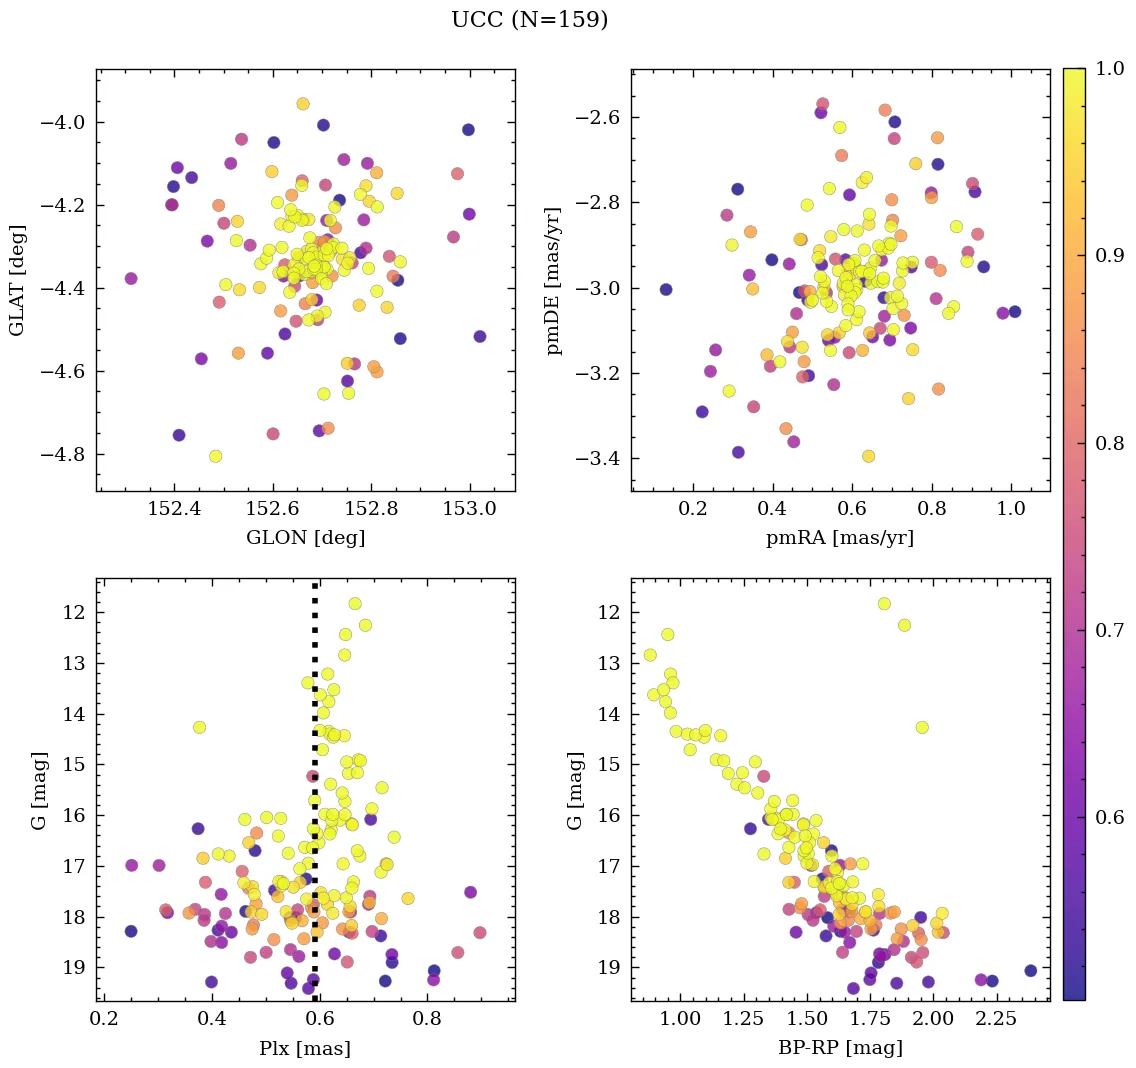 UCC (N=159)
−4.0
−4.2
−4.4
−4.6
−4.8
GLAT [deg]
152.4 152.6 152.8 153.0
GLON [deg]
−2.6
−2.8
−3.0
−3.2
−3.4
pmDE [mas/yr]
0.2 0.4 0.6 0.8 1.0
pmRA [mas/yr]
1.0
0.9
0.8
0.7
0.6
12
13
14
15
16
17
18
19
G [mag]
0.2 0.4 0.6 0.8
Plx [mas]
12
13
14
15
16
17
18
19
G [mag]
1.00 1.25 1.50 1.75 2.00 2.25
BP-RP [mag]